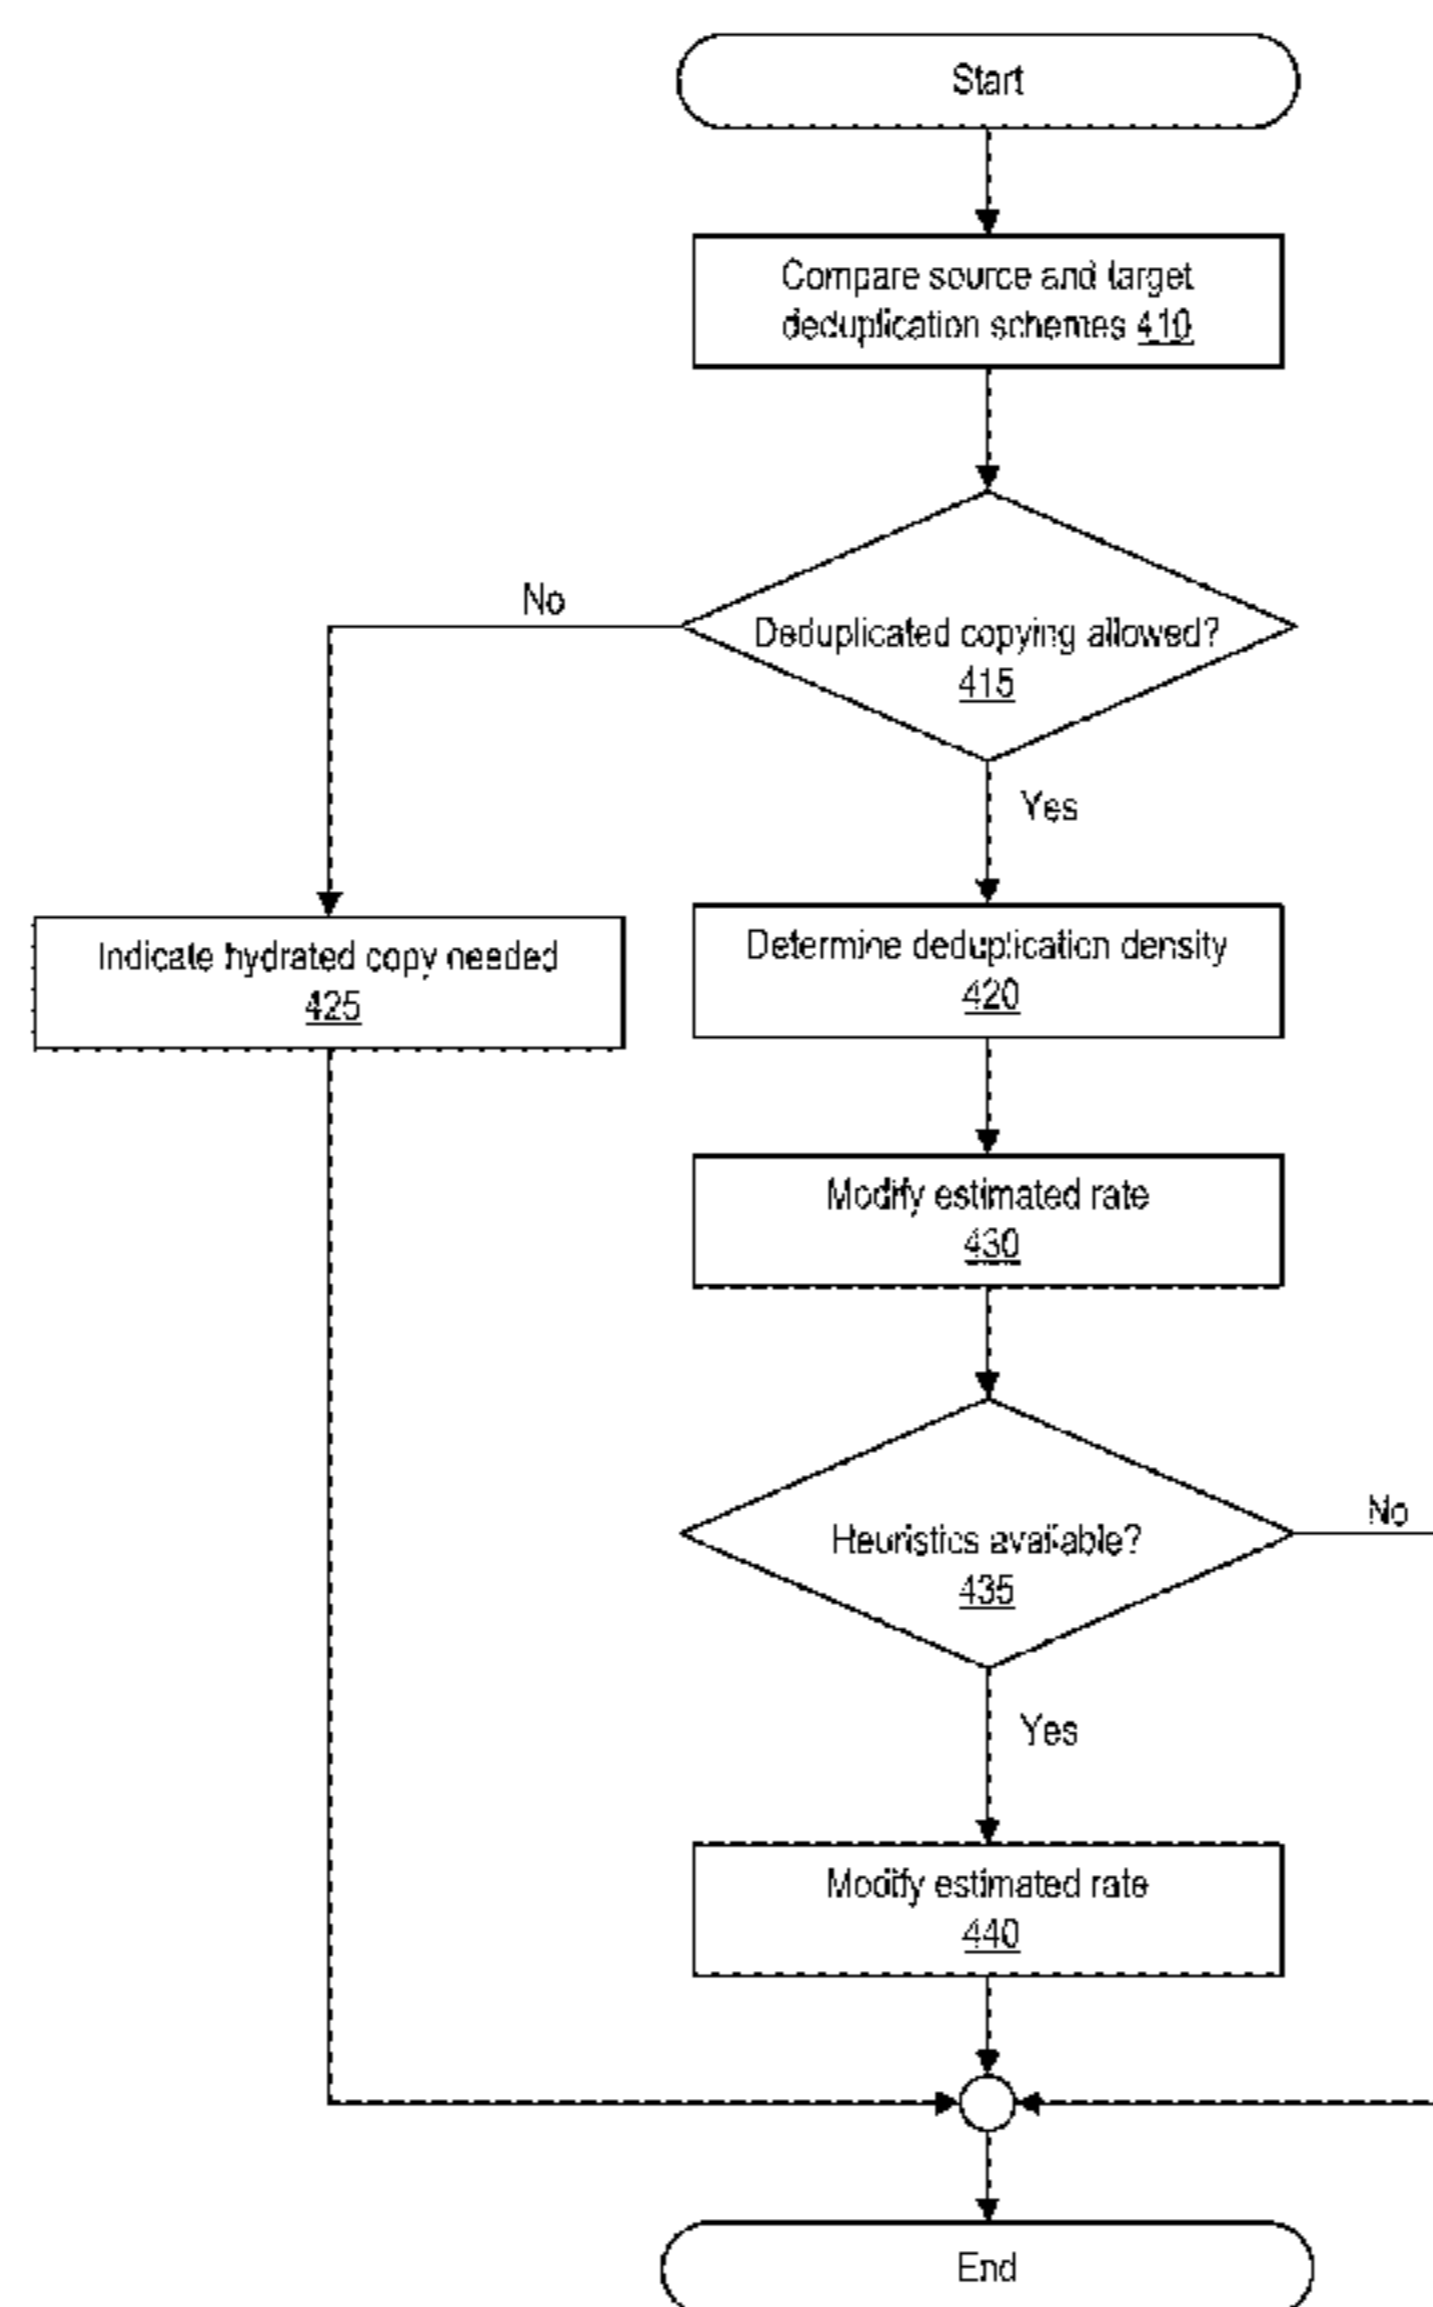 Start
Compare source and target
deduplication schemes 410
No
Deduplicated copying allowed?
415
Yes
Indicate hydrated copy needed
425
Determine deduplication density
420
Modify estimated rate
430
No
Heuristics available?
435
Yes
Modify estimated rate
440
End